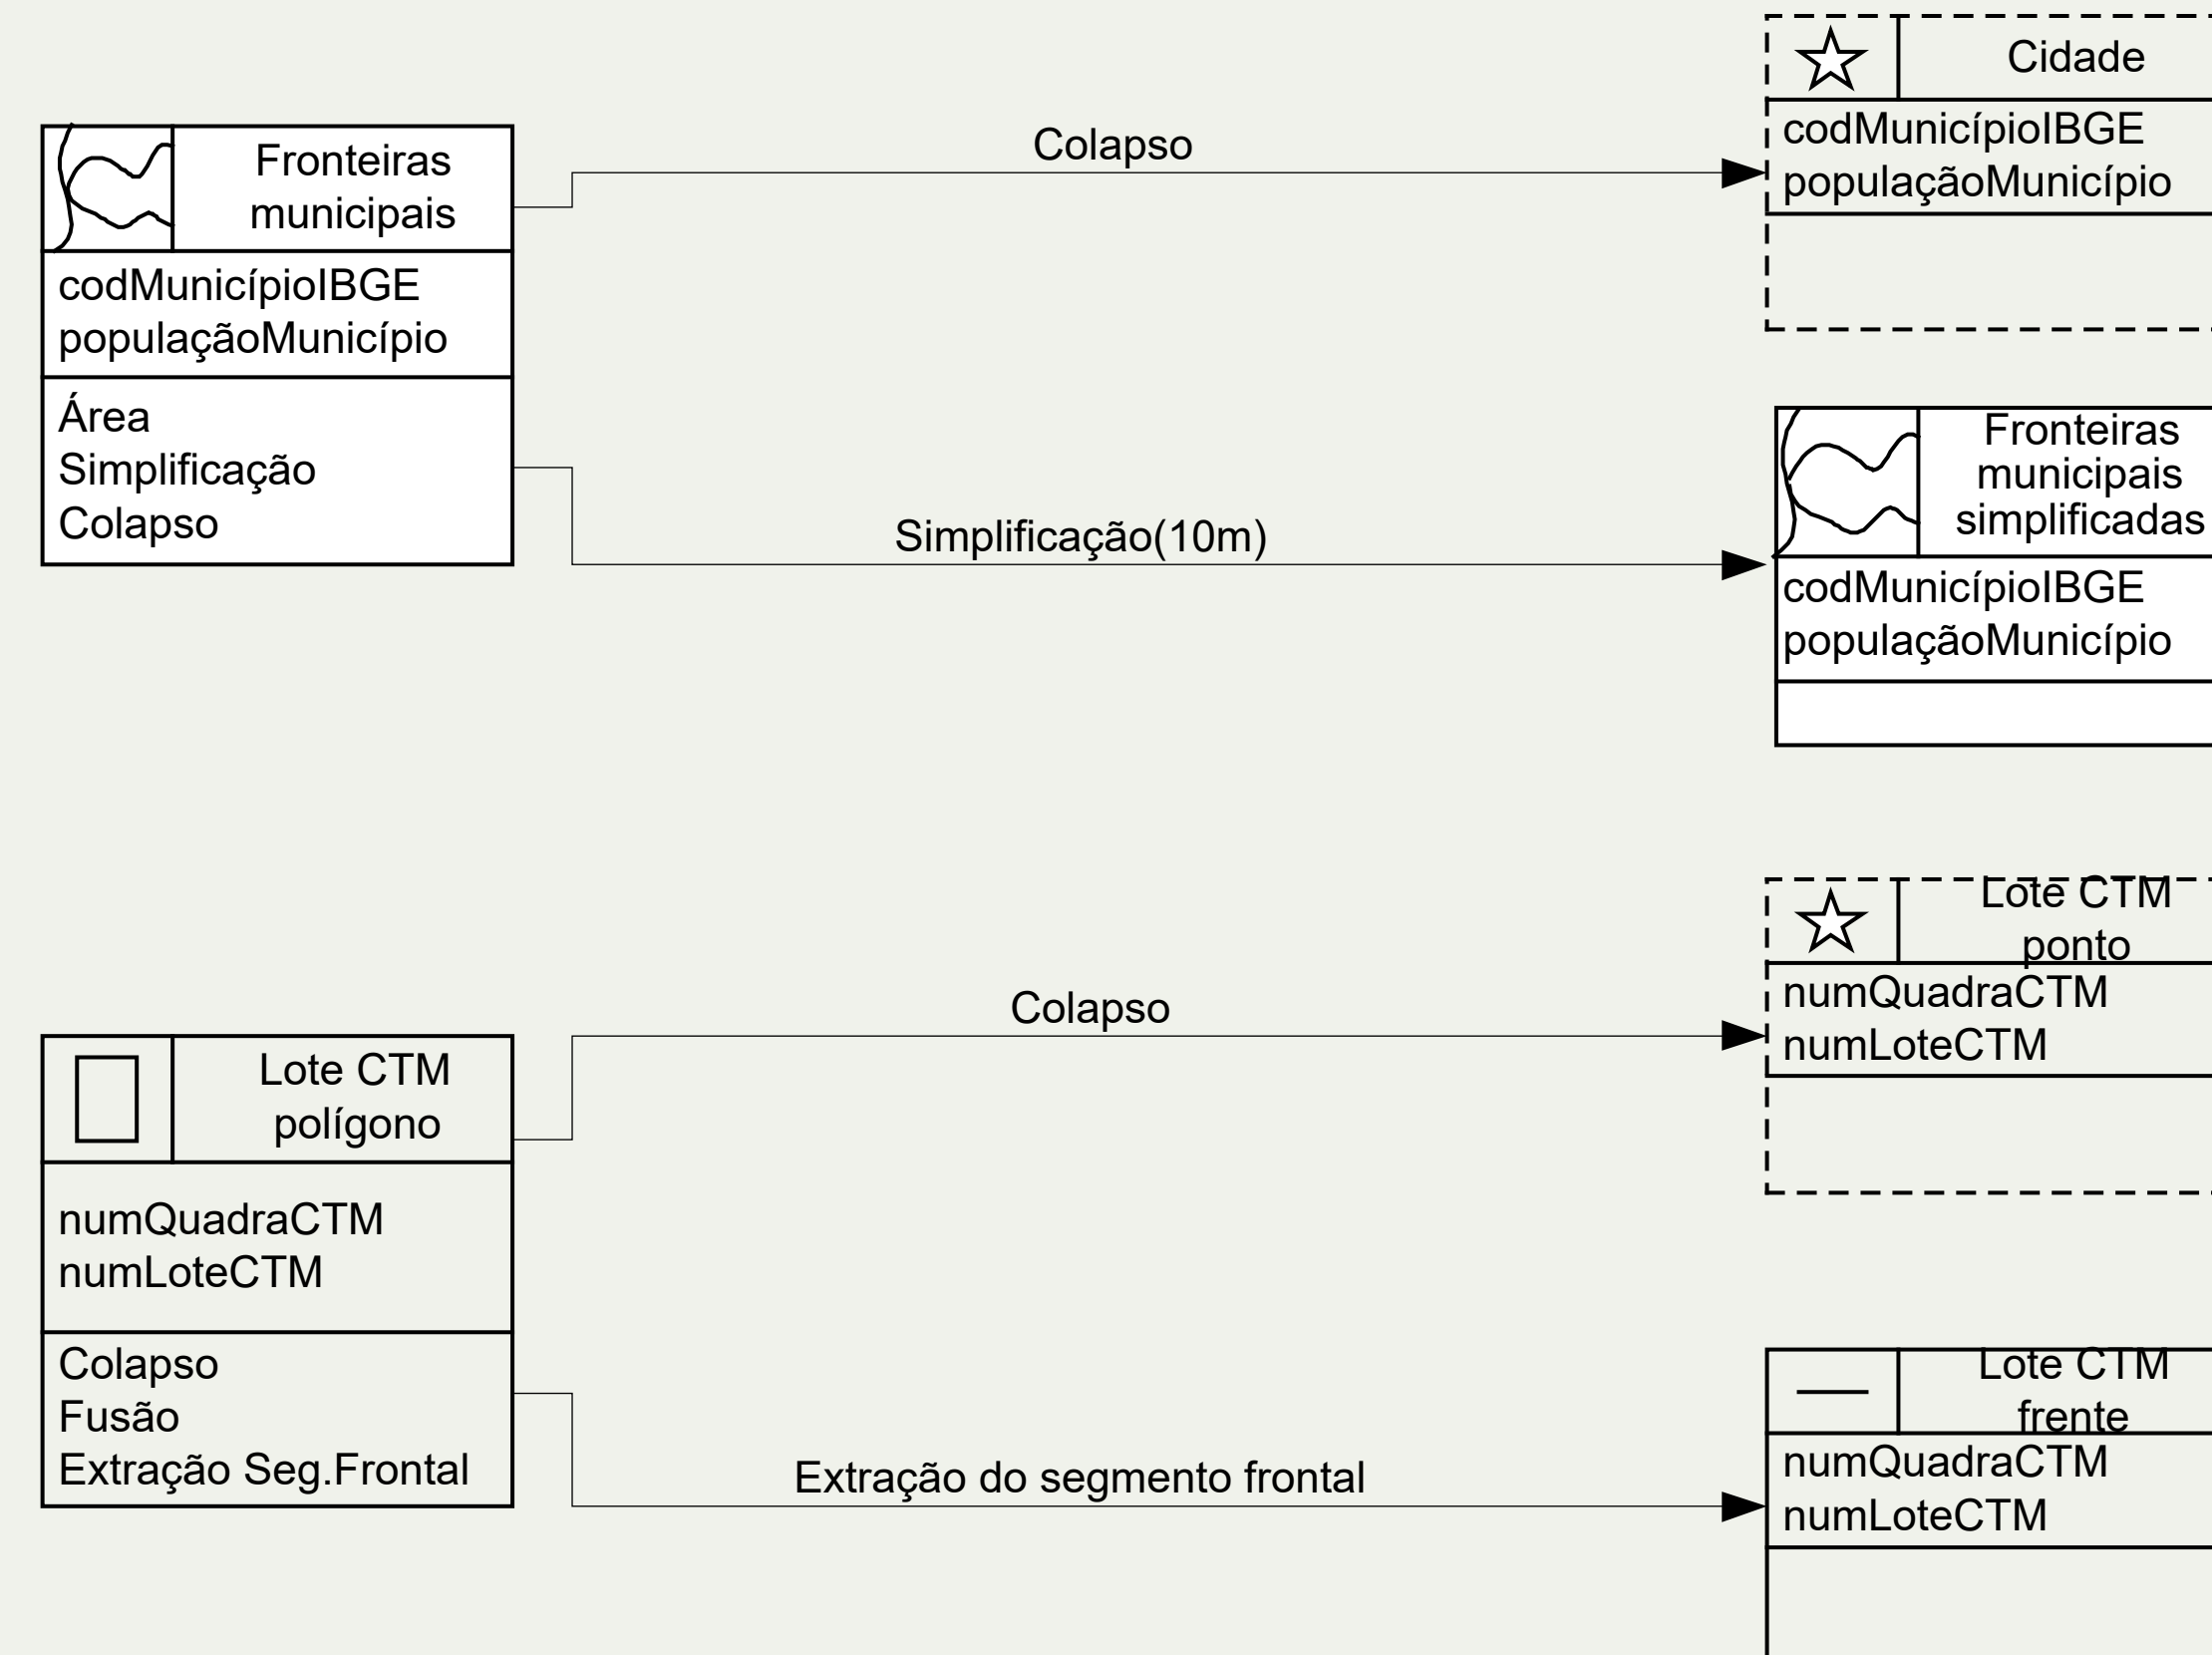 Cidade
codMunicípioIBGE
populaçãoMunicípio
Colapso
Fronteiras
municipais
codMunicípioIBGE
populaçãoMunicípio
Área
Simplificação
Colapso
Simplificação(10m)
Fronteiras
municipais
simplificadas
codMunicípioIBGE
populaçãoMunicípio
Lote CTM
ponto
numQuadraCTM
numLoteCTM
Colapso
Lote CTM
polígono
numQuadraCTM
numLoteCTM
Colapso
Fusão
Extração Seg.Frontal
Extração do segmento frontal
Lote CTM
frente
numQuadraCTM
numLoteCTM